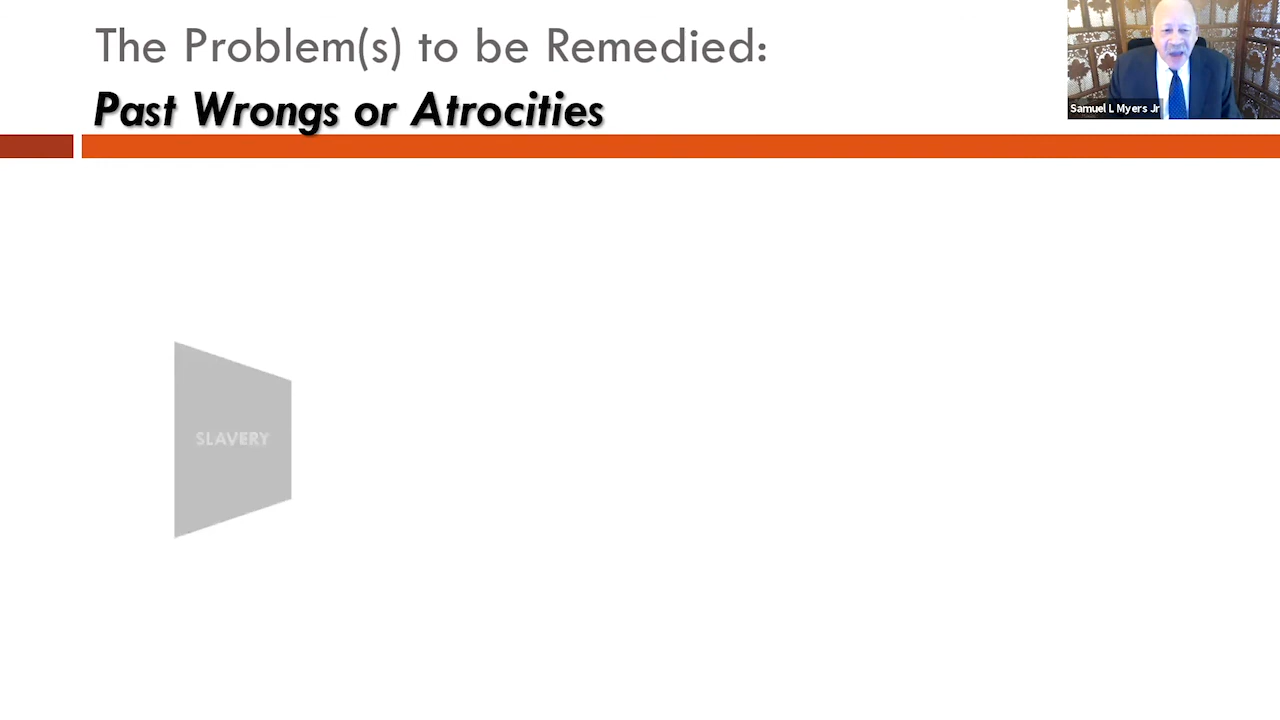 The Problem(s) to be Remedied:
Past Wrongs or Atrocities
Samuel L Myers Jr
SLAVERY